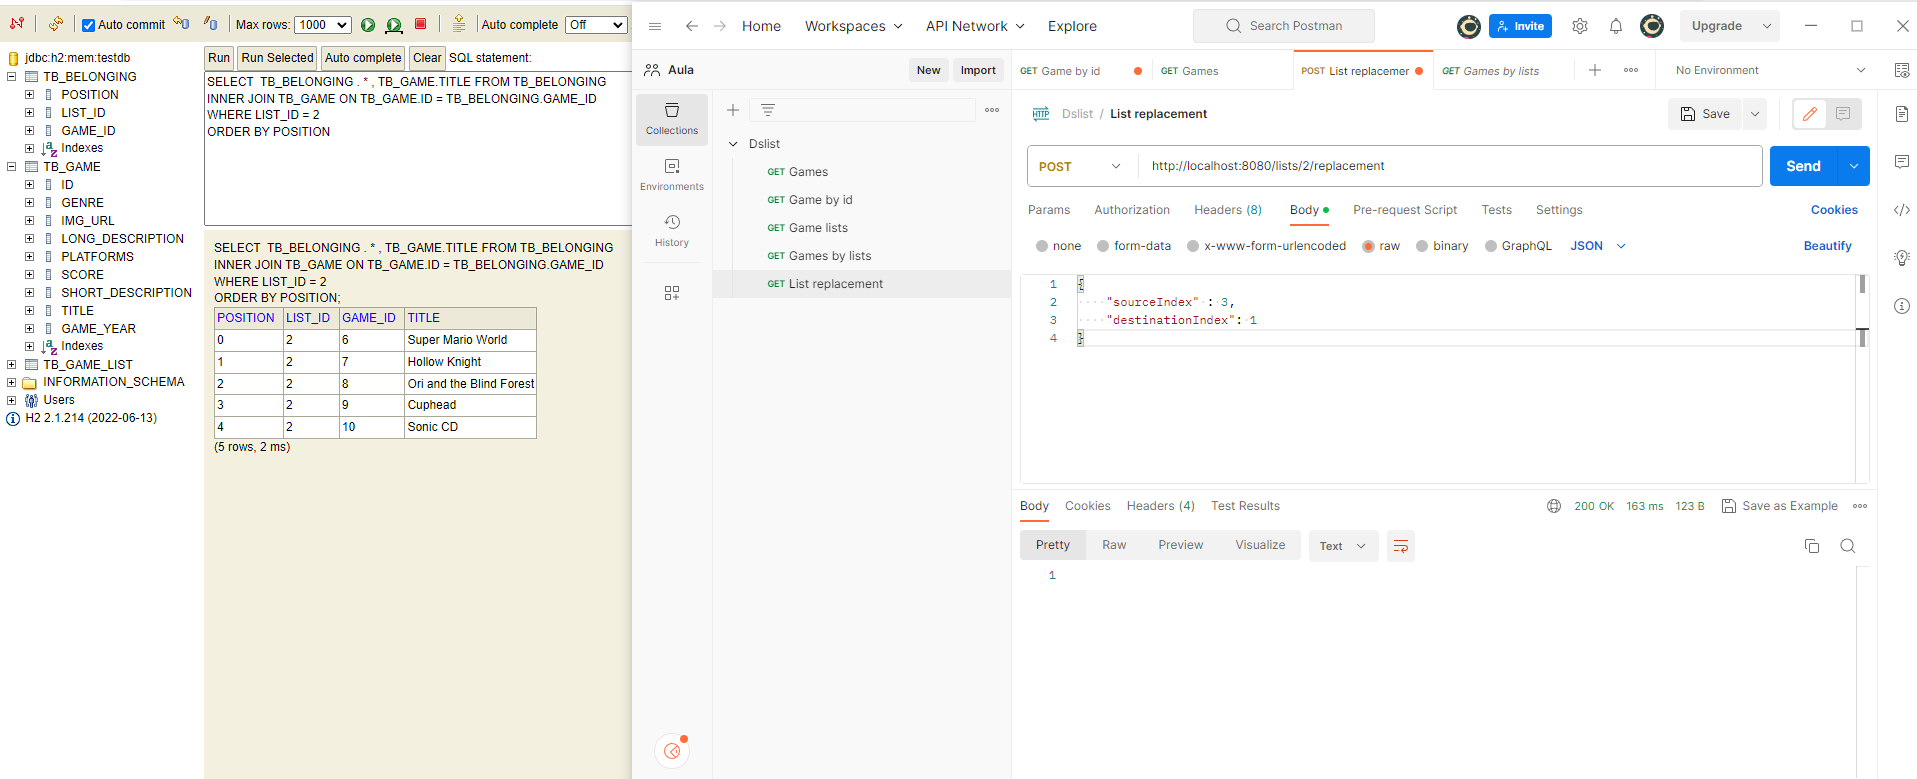 Auto commit
Max rows:
1000
Auto complete
Off
jdbc:h2:mem:testdb
TB_BELONGING
POSITION
LIST_ID
GAME_ID
Indexes
TB_GAME
ID
GENRE
IMG_URL
LONG_DESCRIPTION
PLATFORMS
SCORE
SHORT_DESCRIPTION
TITLE
GAME_YEAR
Indexes
TB_GAME_LIST
INFORMATION_SCHEMA
Users
H2 2.1.214 (2022-06-13)
Run
Run Selected
Auto complete
Clear
SQL statement:
SELECT  TB_BELONGING . * , TB_GAME.TITLE FROM TB_BELONGING
INNER JOIN TB_GAME ON TB_GAME.ID = TB_BELONGING.GAME_ID
WHERE LIST_ID = 2
ORDER BY POSITION
SELECT  TB_BELONGING . * , TB_GAME.TITLE FROM TB_BELONGING
INNER JOIN TB_GAME ON TB_GAME.ID = TB_BELONGING.GAME_ID
WHERE LIST_ID = 2
ORDER BY POSITION;
POSITION LIST_ID GAME_ID TITLE
0 2 6 Super Mario World
1 2 7 Hollow Knight
2 2 8 Ori and the Blind Forest
3 2 9 Cuphead
4 2 10 Sonic CD
(5 rows, 2 ms)
Home
Workspaces
API Network
Explore
Search Postman
Invite
Upgrade
Aula
New
Import
GET Game by id
GET Games
POST List replacemer
GET Games by lists
No Environment
Collections
Environments
History
Dslist
GET Games
GET Game by id
GET Game lists
GET Games by lists
GET List replacement
HTTP
Dslist / List replacement
Save
POST
http://localhost:8080/lists/2/replacement
Send
Params
Authorization
Headers (8)
Body
Pre-request Script
Tests
Settings
Cookies
none
form-data
x-www-form-urlencoded
raw
binary
GraphQL
JSON
Beautify
1 {
2 "sourceIndex" : 3,
3 "destinationIndex": 1
4 }
Body
Cookies
Headers (4)
Test Results
200 OK
163 ms
123 B
Save as Example
Pretty
Raw
Preview
Visualize
Text
1